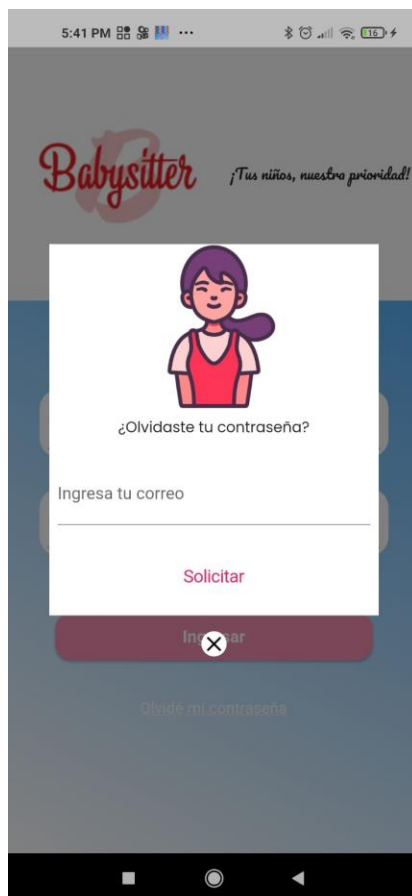 5:41 PM
16
Babysitter
¡Tus niños, nuestra prioridad!
¿Olvidaste tu contraseña?
Ingresa tu correo
Solicitar
Olvidé mi contraseña